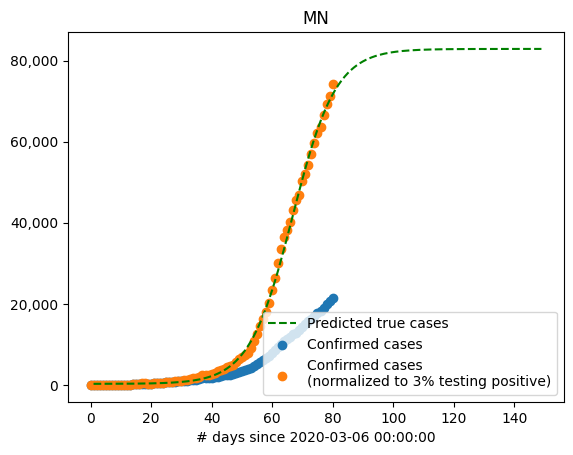 MN
80,000
60,000
40,000
20,000
0
Predicted true cases
Confirmed cases
Confirmed cases
(normalized to 3% testing positive)
0 20 40 60 80 100 120 140
# days since 2020-03-06 00:00:00